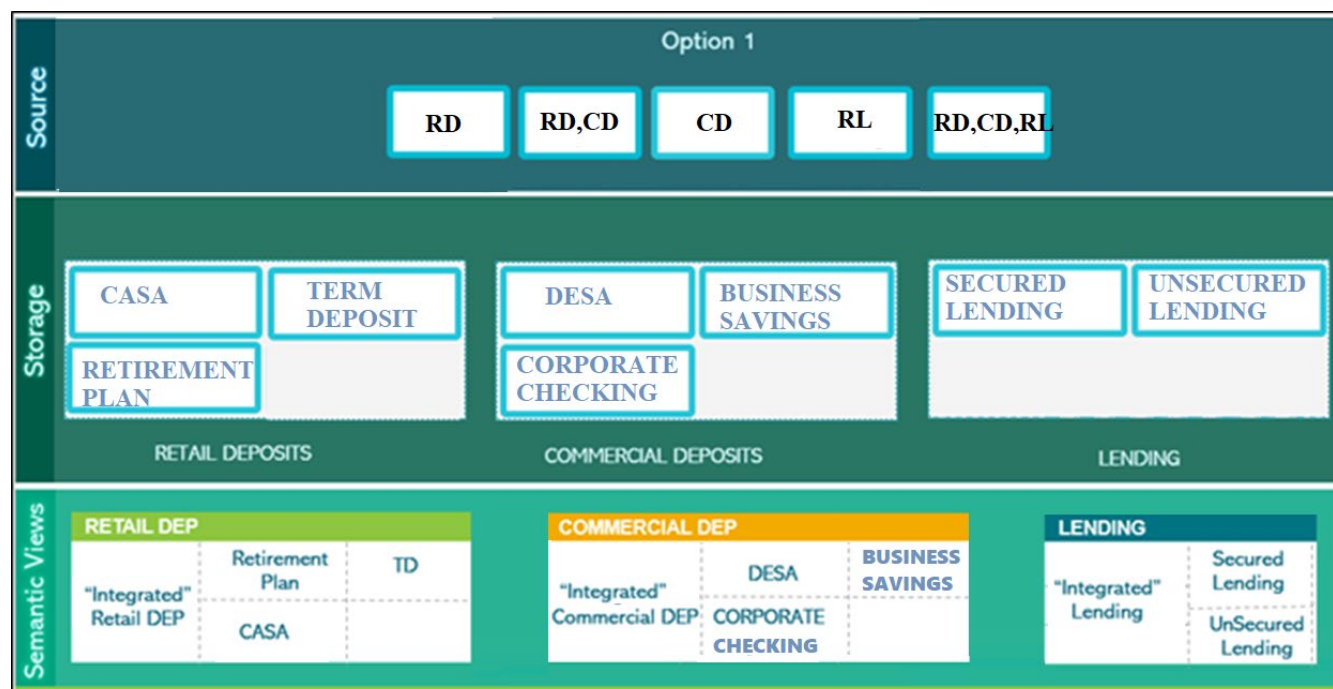 Option 1
Source
RD
RD,CD
CD
RL
RD,CD,RL
Storage
CASA
TERM
DEPOSIT
RETIREMENT
PLAN
RETAIL DEPOSITS
DESA
BUSINESS
SAVINGS
CORPORATE
CHECKING
COMMERCIAL DEPOSITS
SECURED
LENDING
UNSECURED
LENDING
LENDING
Semantic Views
RETAIL DEP
"Integrated"
Retail DEP
Retirement
Plan
TD
CASA
COMMERCIAL DEP
"Integrated"
Commercial DEP
DESA
BUSINESS
SAVINGS
CORPORATE
CHECKING
LENDING
"Integrated"
Lending
Secured
Lending
UnSecured
Lending